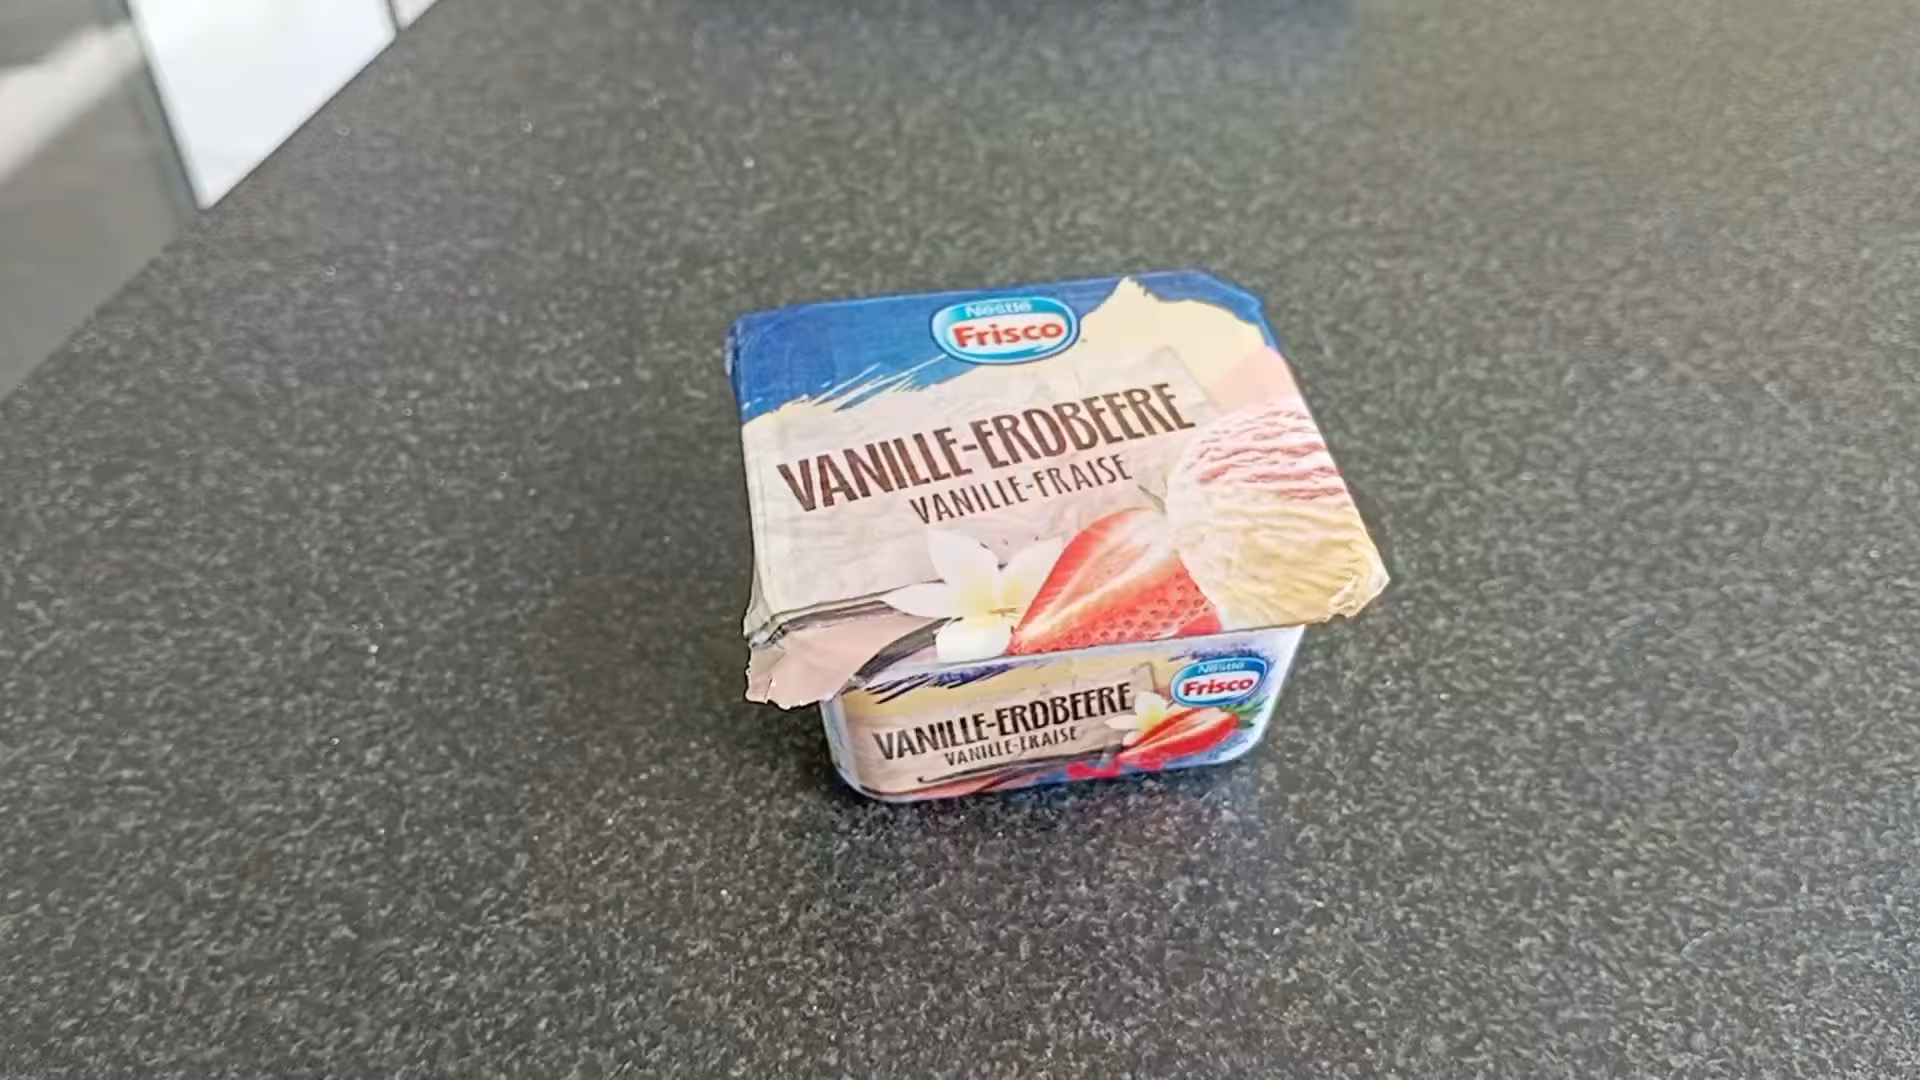 Nestlé
Frisco
VANILLE-ERDBEERE
VANILLE-FRAISE
Nestlé
Frisco
VANILLE-ERDBEERE
VANILLE-FRAISE